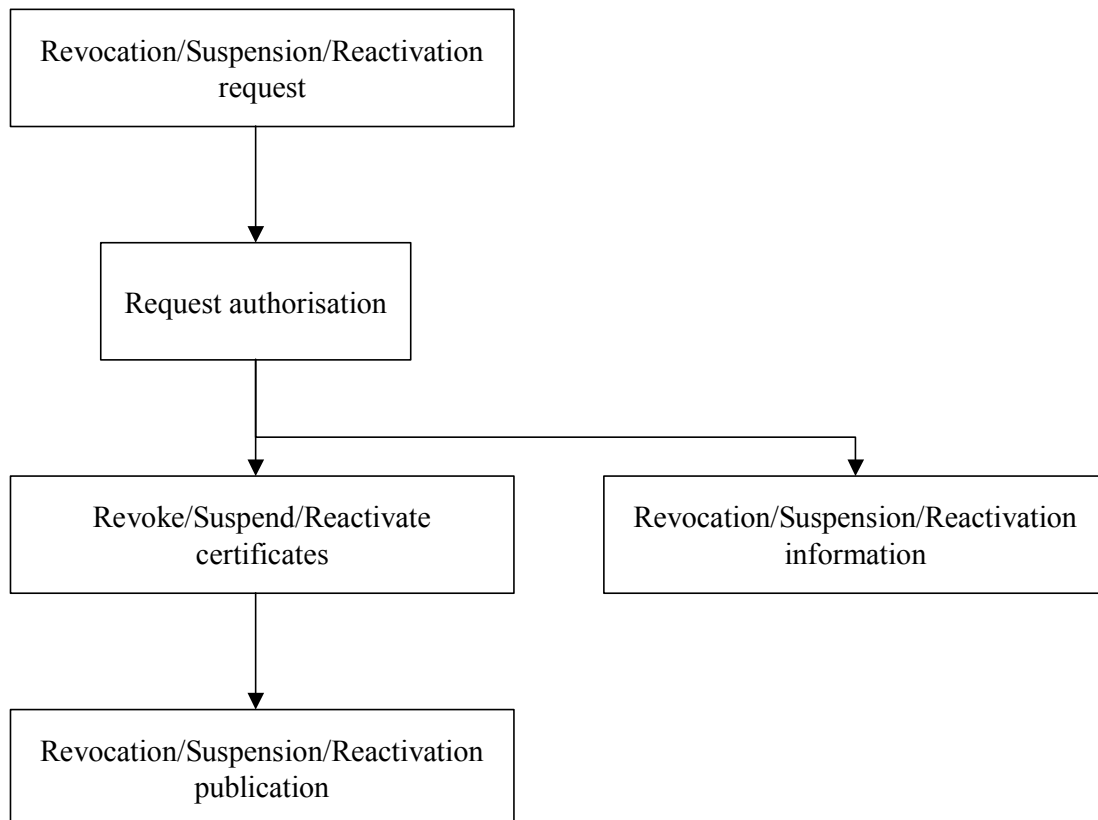 Revocation/Suspension/Reactivation
request
Request authorisation
Revoke/Suspend/Reactivate
certificates
Revocation/Suspension/Reactivation
information
Revocation/Suspension/Reactivation
publication